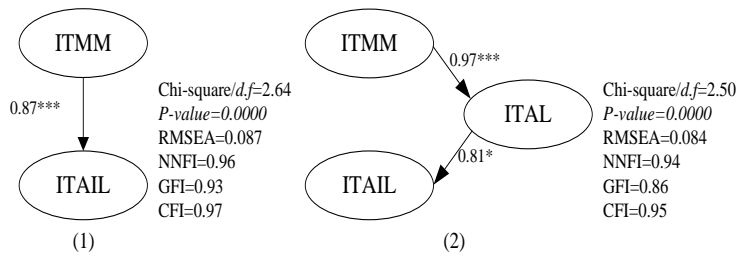 ITMM
0.87***
ITAIL
Chi-square/d.f=2.64
P-value=0.0000
RMSEA=0.087
NNFI=0.96
GFI=0.93
CFI=0.97
(1)
ITMM
0.97***
ITAL
0.81*
ITAIL
Chi-square/d.f=2.50
P-value=0.0000
RMSEA=0.084
NNFI=0.94
GFI=0.86
CFI=0.95
(2)